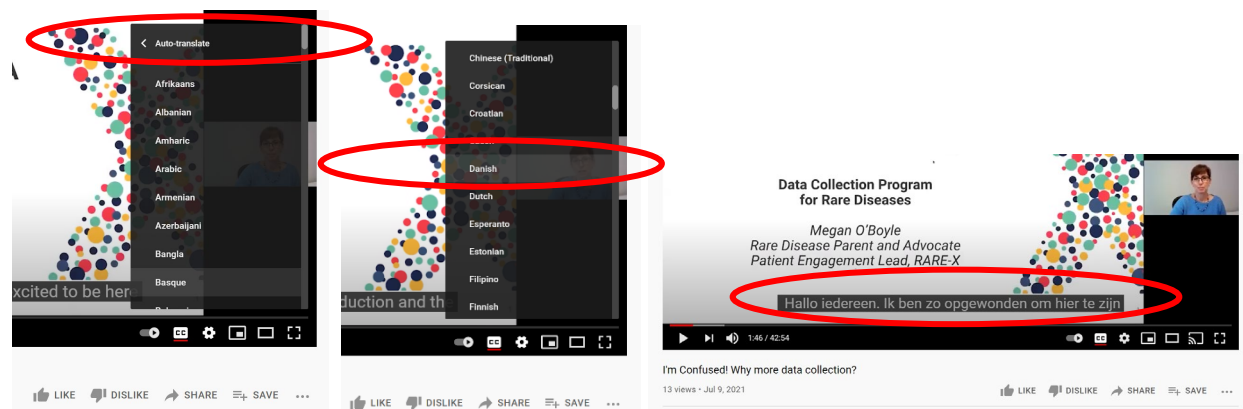 Auto-translate
Afrikaans
Albanian
Amharic
Arabic
Armenian
Azerbaijani
Bangla
Basque
xcited to be here
CC
LIKE
DISLIKE
SHARE
SAVE
Chinese (Traditional)
Corsican
Croatian
Danish
Dutch
Esperanto
Estonian
Filipino
Finnish
duction and th
CC
LIKE
DISLIKE
SHARE
SAVE
Data Collection Program
for Rare Diseases
Megan O'Boyle
Rare Disease Parent and Advocate
Patient Engagement Lead, RARE-X
Hallo iedereen. Ik ben zo opgewonden om hier te zijn
1:46 / 42:54
CC
I'm Confused! Why more data collection?
13 views • Jul 9, 2021
LIKE
DISLIKE
SHARE
SAVE